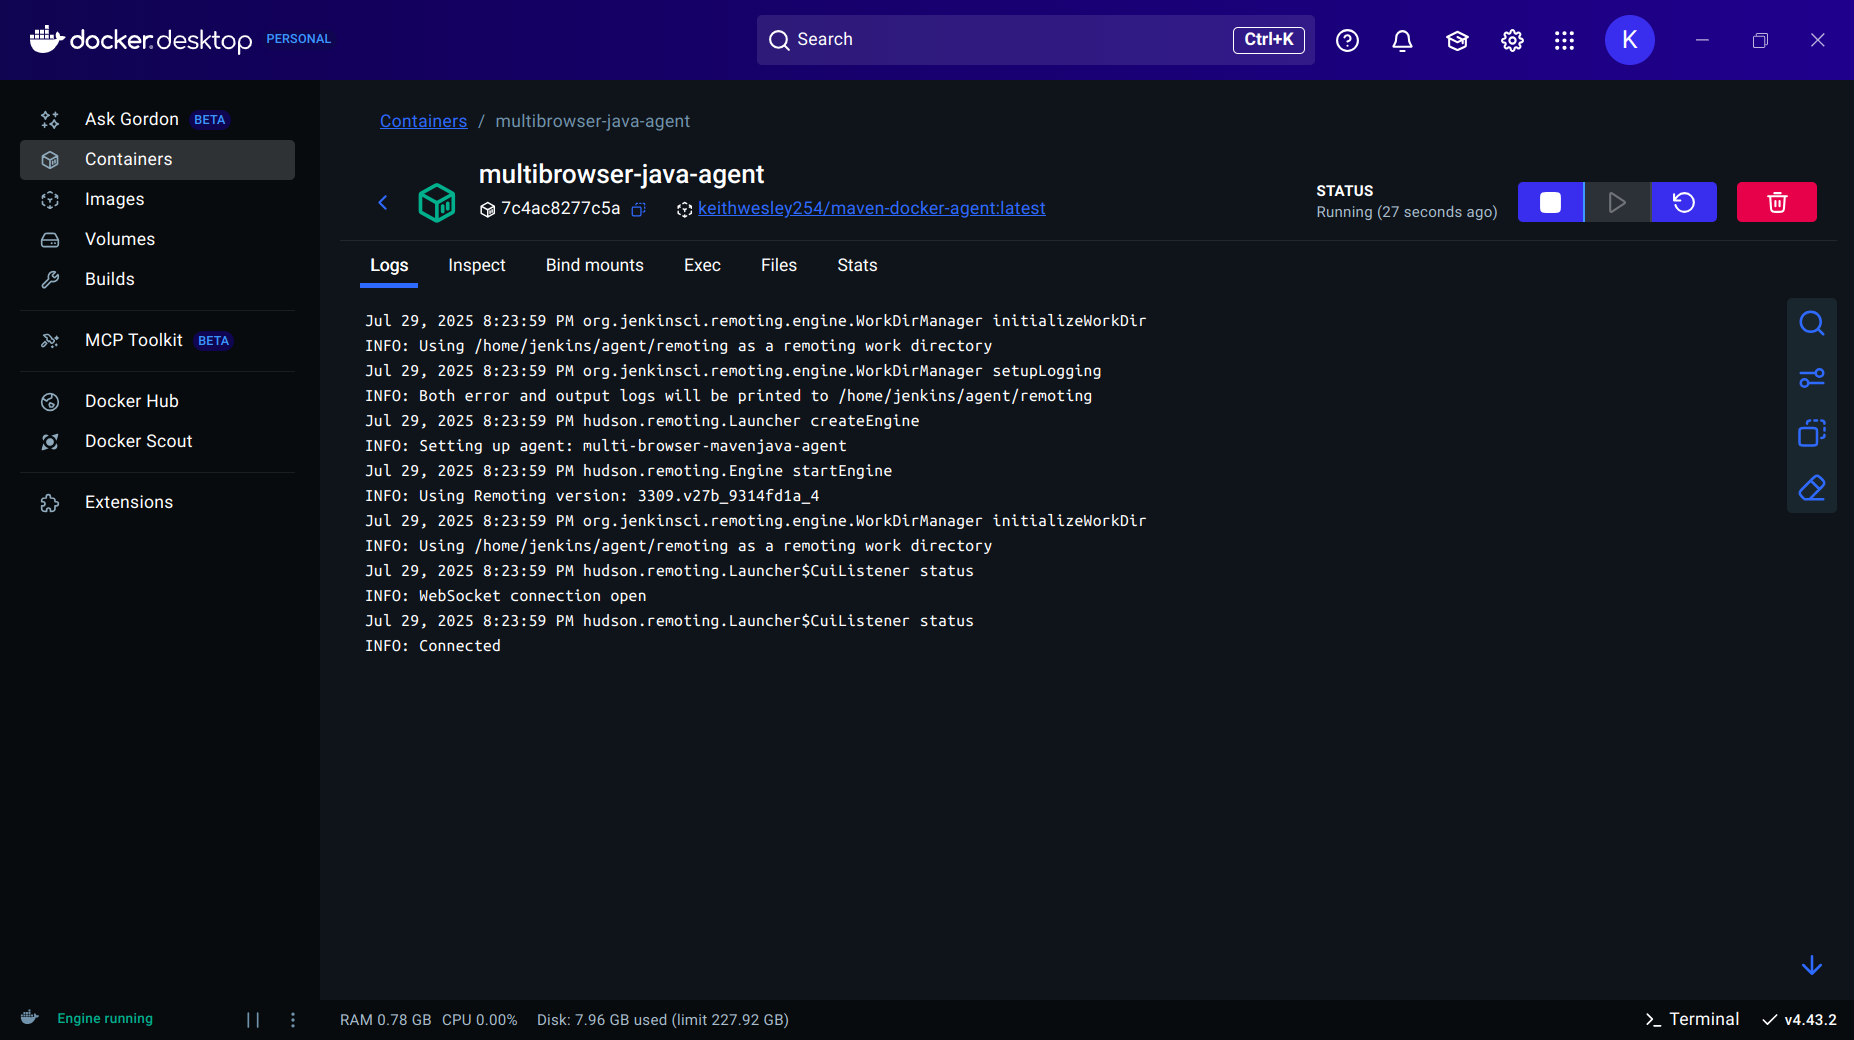 docker.desktop PERSONAL
Search Ctrl+K
K
Ask Gordon BETA
Containers
Images
Volumes
Builds
MCP Toolkit BETA
Docker Hub
Docker Scout
Extensions
Containers / multibrowser-java-agent
multibrowser-java-agent
7c4ac8277c5a keithwesley254/maven-docker-agent:latest
STATUS
Running (27 seconds ago)
Logs Inspect Bind mounts Exec Files Stats
Jul 29, 2025 8:23:59 PM org.jenkinsci.remoting.engine.WorkDirManager initializeWorkDir
INFO: Using /home/jenkins/agent/remoting as a remoting work directory
Jul 29, 2025 8:23:59 PM org.jenkinsci.remoting.engine.WorkDirManager setupLogging
INFO: Both error and output logs will be printed to /home/jenkins/agent/remoting
Jul 29, 2025 8:23:59 PM hudson.remoting.Launcher createEngine
INFO: Setting up agent: multi-browser-mavenjava-agent
Jul 29, 2025 8:23:59 PM hudson.remoting.Engine startEngine
INFO: Using Remoting version: 3309.v27b_9314fd1a_4
Jul 29, 2025 8:23:59 PM org.jenkinsci.remoting.engine.WorkDirManager initializeWorkDir
INFO: Using /home/jenkins/agent/remoting as a remoting work directory
Jul 29, 2025 8:23:59 PM hudson.remoting.Launcher$CuiListener status
INFO: WebSocket connection open
Jul 29, 2025 8:23:59 PM hudson.remoting.Launcher$CuiListener status
INFO: Connected
Engine running
RAM 0.78 GB CPU 0.00% Disk: 7.96 GB used (limit 227.92 GB)
Terminal
v4.43.2